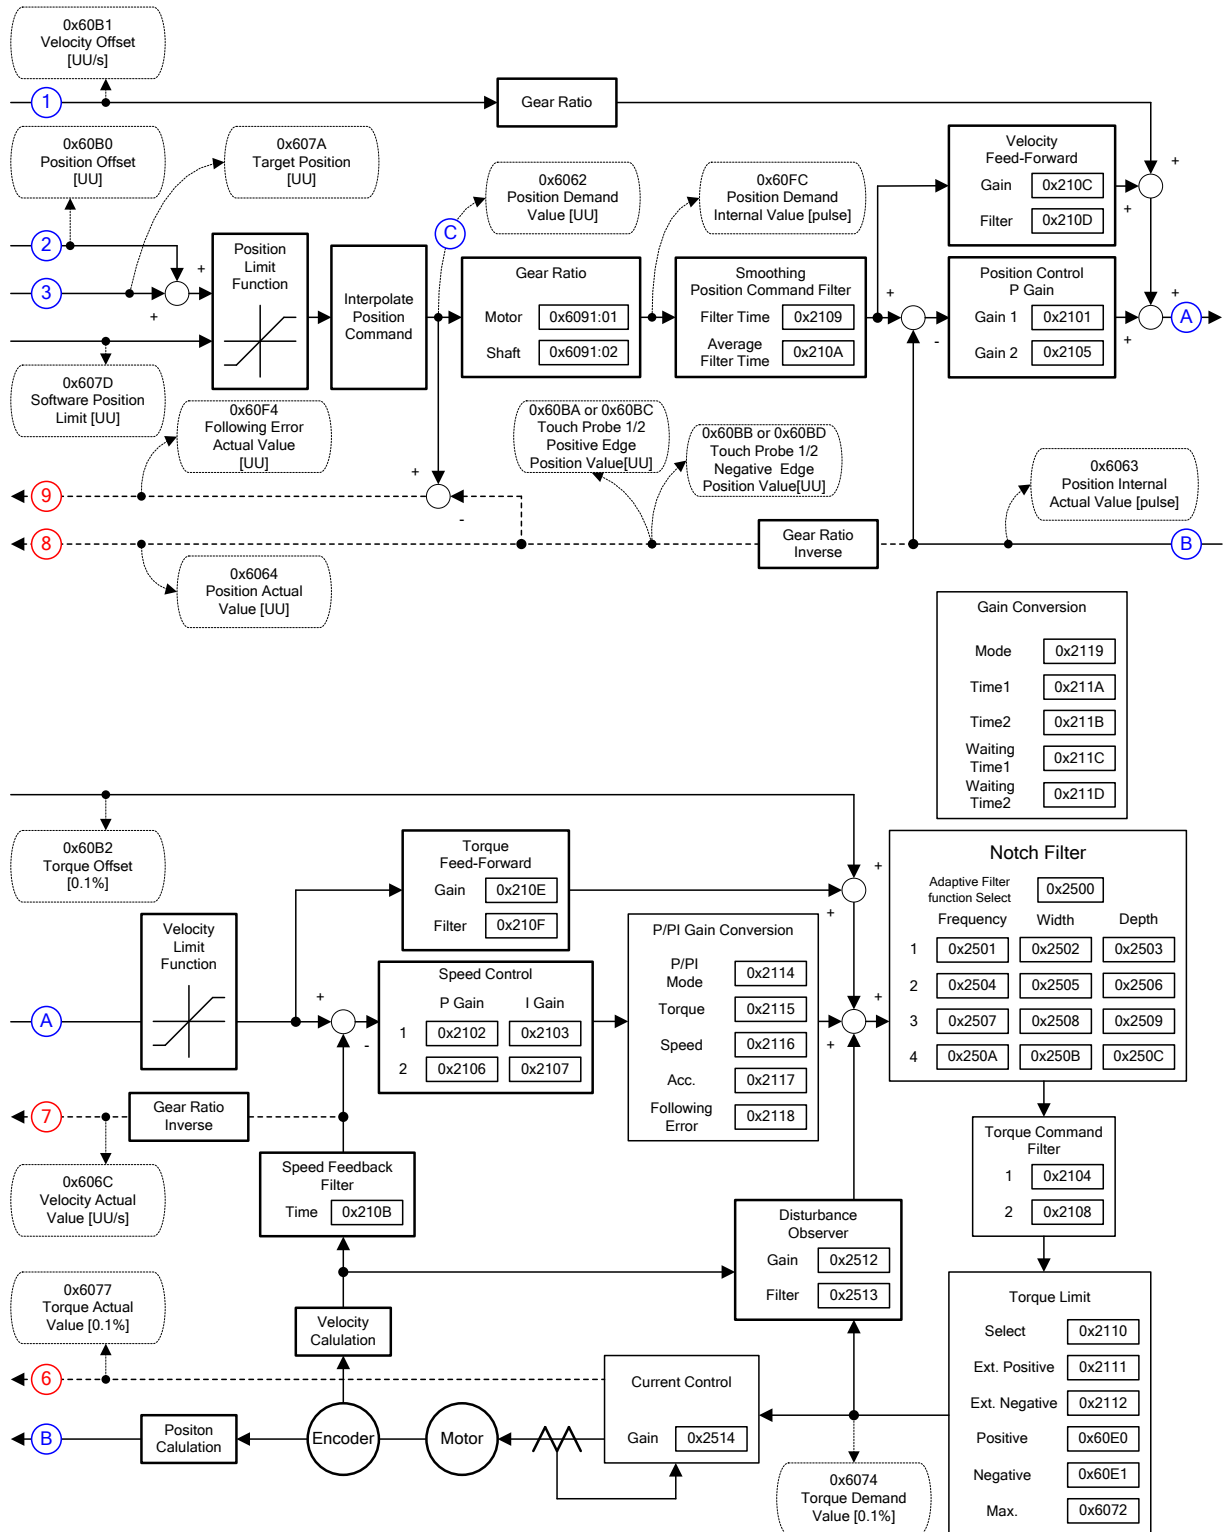 0x60B1
Velocity Offset
[UU/s]
1
Gear Ratio
0x60B0
Position Offset
[UU]
0x607A
Target Position
[UU]
0x6062
Position Demand
Value [UU]
0x60FC
Position Demand
Internal Value [pulse]
Velocity
Feed-Forward
Gain 0x210C
Filter 0x210D
+
+
2
3
+
+
Position
Limit
Function
Interpolate
Position
Command
C
Gear Ratio
Motor 0x6091:01
Shaft 0x6091:02
Smoothing
Position Command Filter
Filter Time 0x2109
Average
Filter Time 0x210A
+
-
Position Control
P Gain
Gain 1 0x2101
Gain 2 0x2105
+
+
A
0x607D
Software Position
Limit [UU]
0x60F4
Following Error
Actual Value
[UU]
0x60BA or 0x60BC
Touch Probe 1/2
Positive Edge
Position Value[UU]
0x60BB or 0x60BD
Touch Probe 1/2
Negative Edge
Position Value[UU]
0x6063
Position Internal
Actual Value [pulse]
9
+
-
8
Gear Ratio
Inverse
B
0x6064
Position Actual
Value [UU]
Gain Conversion
Mode 0x2119
Time1 0x211A
Time2 0x211B
Waiting
Time1 0x211C
Waiting
Time2 0x211D
0x60B2
Torque Offset
[0.1%]
Torque
Feed-Forward
Gain 0x210E
Filter 0x210F
+
+
Notch Filter
Adaptive Filter
function Select 0x2500
Frequency Width Depth
1 0x2501 0x2502 0x2503
2 0x2504 0x2505 0x2506
3 0x2507 0x2508 0x2509
4 0x250A 0x250B 0x250C
A
Velocity
Limit
Function
+
-
Speed Control
P Gain I Gain
1 0x2102 0x2103
2 0x2106 0x2107
P/PI Gain Conversion
P/PI
Mode 0x2114
Torque 0x2115
Speed 0x2116
Acc. 0x2117
Following
Error 0x2118
+
+
7
Gear Ratio
Inverse
0x606C
Velocity Actual
Value [UU/s]
Speed Feedback
Filter
Time 0x210B
Torque Command
Filter
1 0x2104
2 0x2108
Disturbance
Observer
Gain 0x2512
Filter 0x2513
0x6077
Torque Actual
Value [0.1%]
Velocity
Calulation
6
Current Control
Gain 0x2514
Torque Limit
Select 0x2110
Ext. Positive 0x2111
Ext. Negative 0x2112
Positive 0x60E0
Negative 0x60E1
Max. 0x6072
B
Positon
Calulation
Encoder
Motor
0x6074
Torque Demand
Value [0.1%]